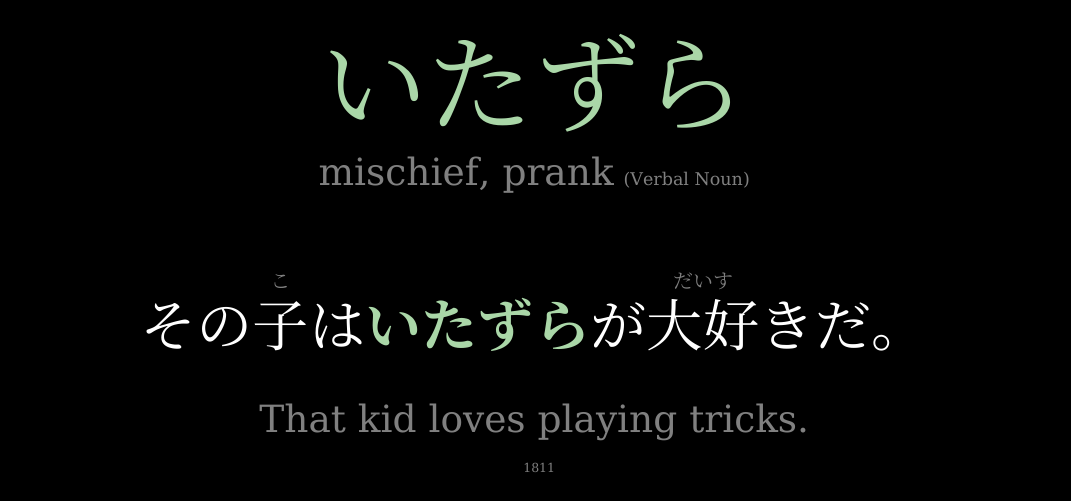 いたずら
mischief, prank (Verbal Noun)
こ だいす
その子はいたずらが大好きだ。
That kid loves playing tricks.
1811